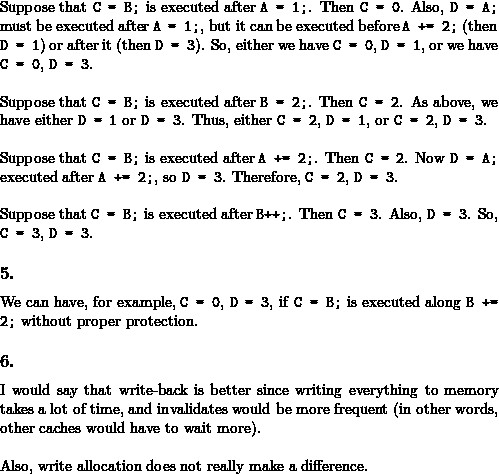 Suppose that C = B; is executed after A = 1;. Then C = 0. Also, D = A;
must be executed after A = 1;, but it can be executed before A += 2; (then
D = 1) or after it (then D = 3). So, either we have C = 0, D = 1, or we have
C = 0, D = 3.
Suppose that C = B; is executed after B = 2;. Then C = 2. As above, we
have either D = 1 or D = 3. Thus, either C = 2, D = 1, or C = 2, D = 3.
Suppose that C = B; is executed after A += 2;. Then C = 2. Now D = A;
executed after A += 2;, so D = 3. Therefore, C = 2, D = 3.
Suppose that C = B; is executed after B++;. Then C = 3. Also, D = 3. So,
C = 3, D = 3.
5.
We can have, for example, C = 0, D = 3, if C = B; is executed along B +=
2; without proper protection.
6.
I would say that write-back is better since writing everything to memory
takes a lot of time, and invalidates would be more frequent (in other words,
other caches would have to wait more).
Also, write allocation does not really make a difference.